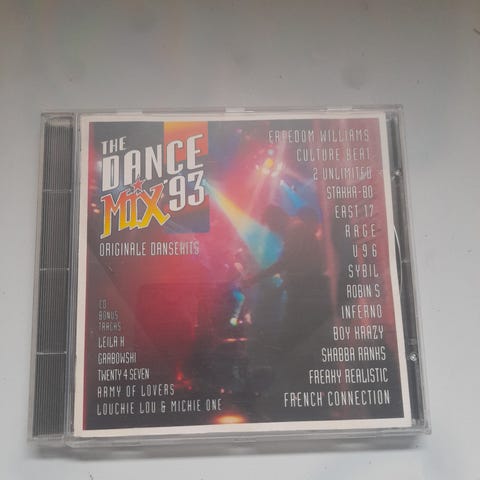 THE
DANCE
MIX '93
ORIGINALE DANSEHITS
FREEDOM WILLIAMS
CULTURE BEAT
2 UNLIMITED
STAKKA-BO
EAST 17
RAGE
U96
SYBIL
ROBIN S
INFERNO
BOY KRAZY
SHABBA RANKS
FREAKY REALISTIC
FRENCH CONNECTION
CD
BONUS
TRACKS
LEILA K
GRABOWSKI
TWENTY 4 SEVEN
ARMY OF LOVERS
LOUCHIE LOU & MICHIE ONE